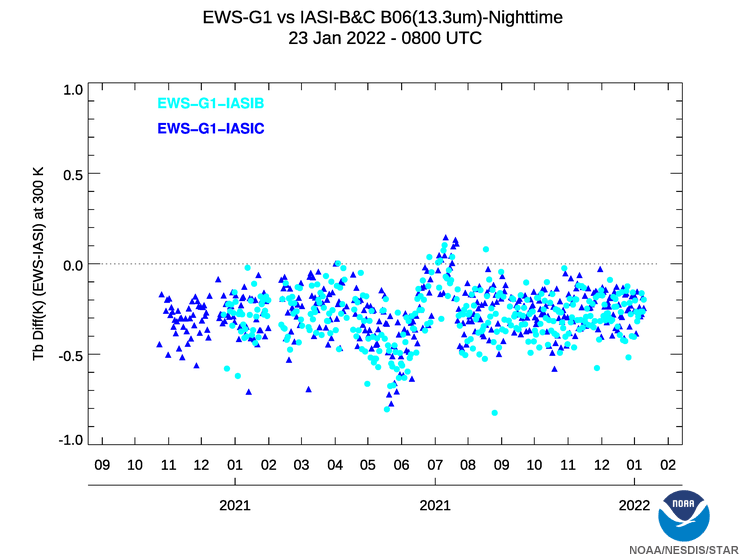 EWS-G1 vs IASI-B&C B06(13.3um)-Nighttime
23 Jan 2022 - 0800 UTC
EWS-G1-IASIB
EWS-G1-IASIC
Tb Diff(K) (EWS-IASI) at 300 K
1.0
0.5
0.0
-0.5
-1.0
09 10 11 12 01 02 03 04 05 06 07 08 09 10 11 12 01 02
2021 2021 2022
NOAA
NOAA/NESDIS/STAR